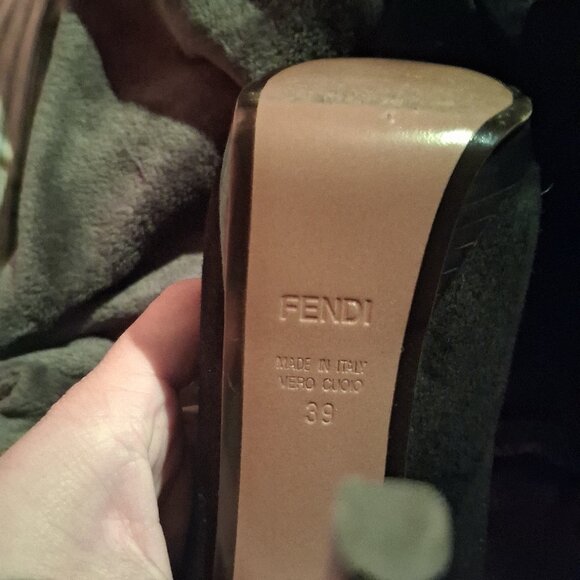 FENDI
MADE IN ITALY
VERO CUOIO
39